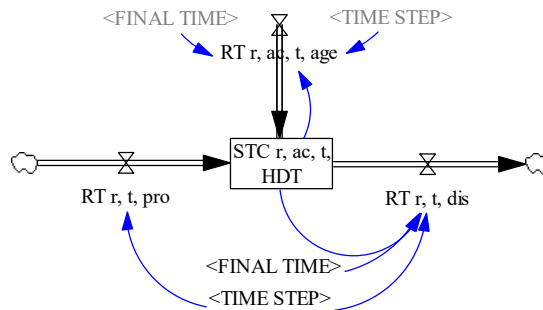 <FINAL TIME>
<TIME STEP>
RT r, ac, t, age
STC r, ac, t,
HDT
RT r, t, pro
RT r, t, dis
<FINAL TIME>
<TIME STEP>